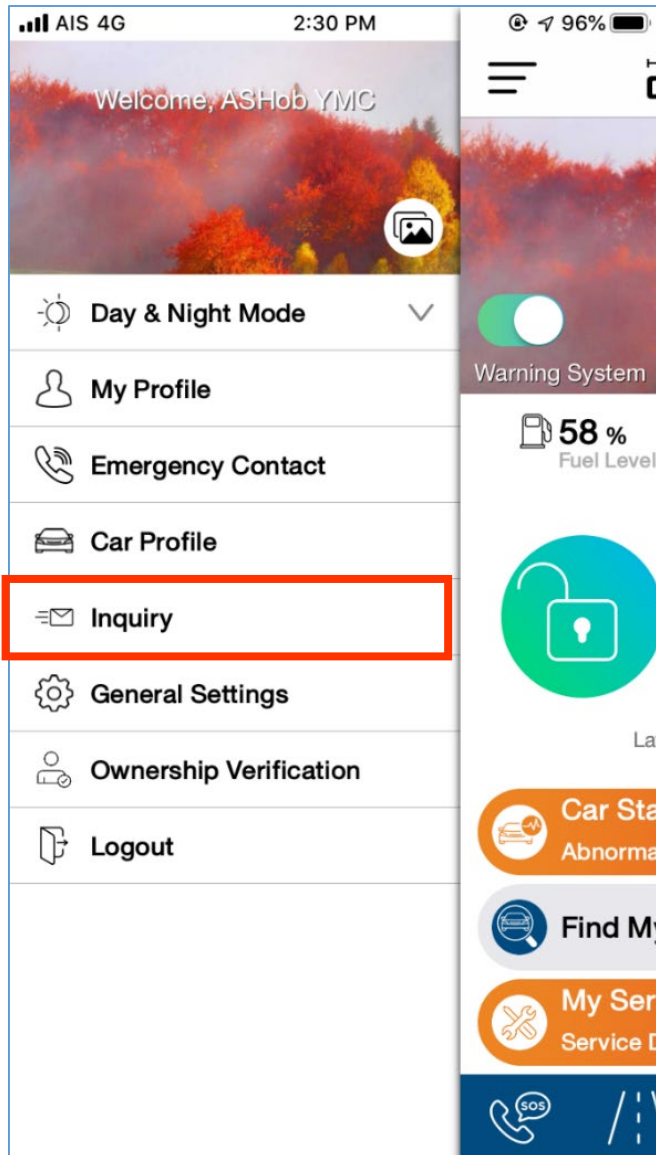 AIS 4G 2:30 PM 96%
Welcome, ASHob YMC
Day & Night Mode
My Profile
Emergency Contact
Car Profile
Inquiry
General Settings
Ownership Verification
Logout
Warning System
58 %
Fuel Level
La
Car Sta
Abnorma
Find My
My Ser
Service D
SOS